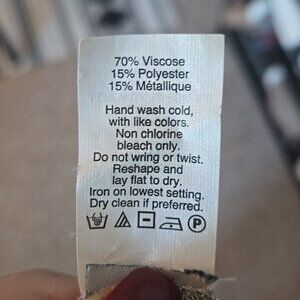 70% Viscose
15% Polyester
15% Métallique
Hand wash cold,
with like colors.
Non chlorine
bleach only.
Do not wring or twist.
Reshape and
lay flat to dry.
Iron on lowest setting.
Dry clean if preferred.
P